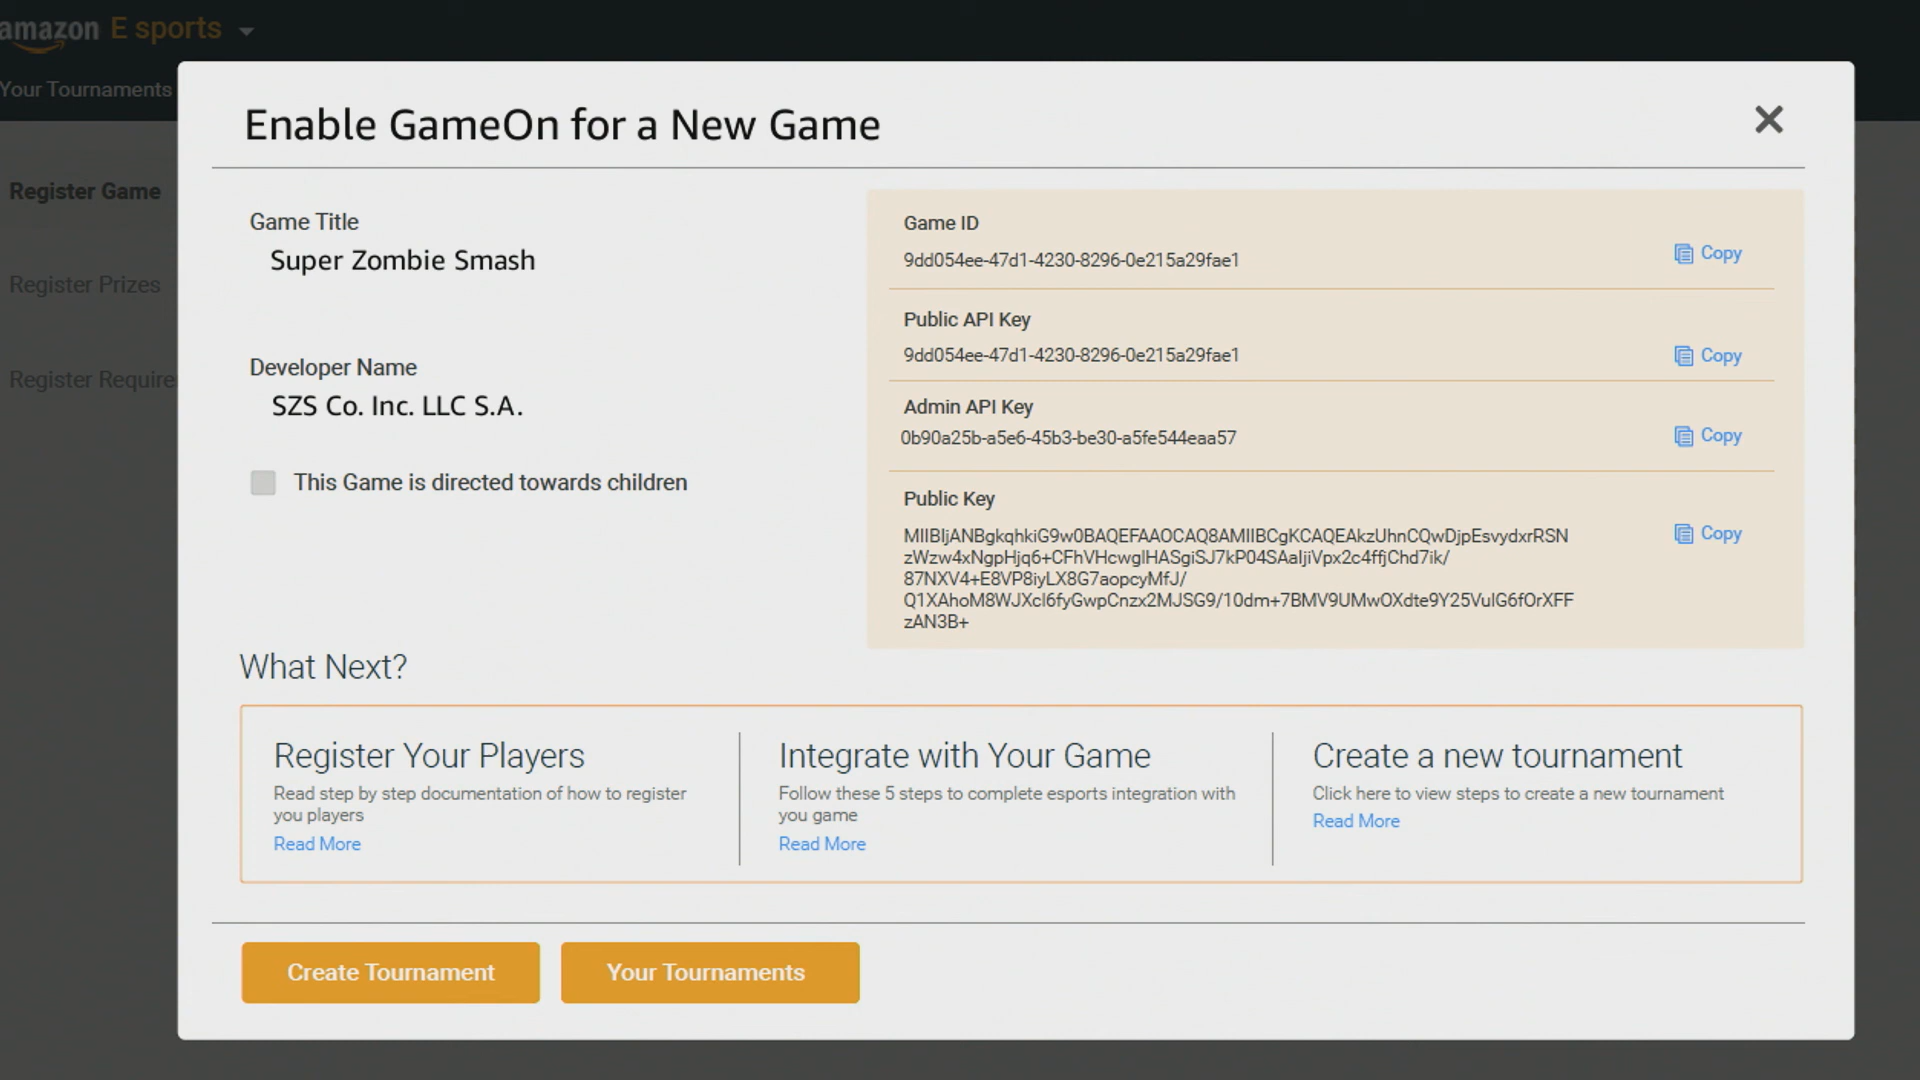 amazon E sports
Your Tournaments
Enable GameOn for a New Game
Register Game
Register Prizes
Register Require
Game Title
Super Zombie Smash
Developer Name
SZS Co. Inc. LLC S.A.
This Game is directed towards children
Game ID
9dd054ee-47d1-4230-8296-0e215a29fae1
Copy
Public API Key
9dd054ee-47d1-4230-8296-0e215a29fae1
Copy
Admin API Key
0b90a25b-a5e6-45b3-be30-a5fe544eaa57
Copy
Public Key
MIIBIjANBgkqhkiG9w0BAQEFAAOCAQ8AMIIBCgKCAQEAkzUhnCQwDjpEsvydxrRSN
zWzw4xNgpHjq6+CFhVHcwglHASgiSJ7kP04SAaIjiVpx2c4ffjChd7ik/
87NXV4+E8VP8iyLX8G7aopcyMfJ/
Q1XAhoM8WJXcI6fyGwpCnzx2MJSG9/10dm+7BMV9UMwOXdte9Y25VulG6fOrXFF
zAN3B+
Copy
What Next?
Register Your Players
Read step by step documentation of how to register
you players
Read More
Integrate with Your Game
Follow these 5 steps to complete esports integration with
you game
Read More
Create a new tournament
Click here to view steps to create a new tournament
Read More
Create Tournament
Your Tournaments